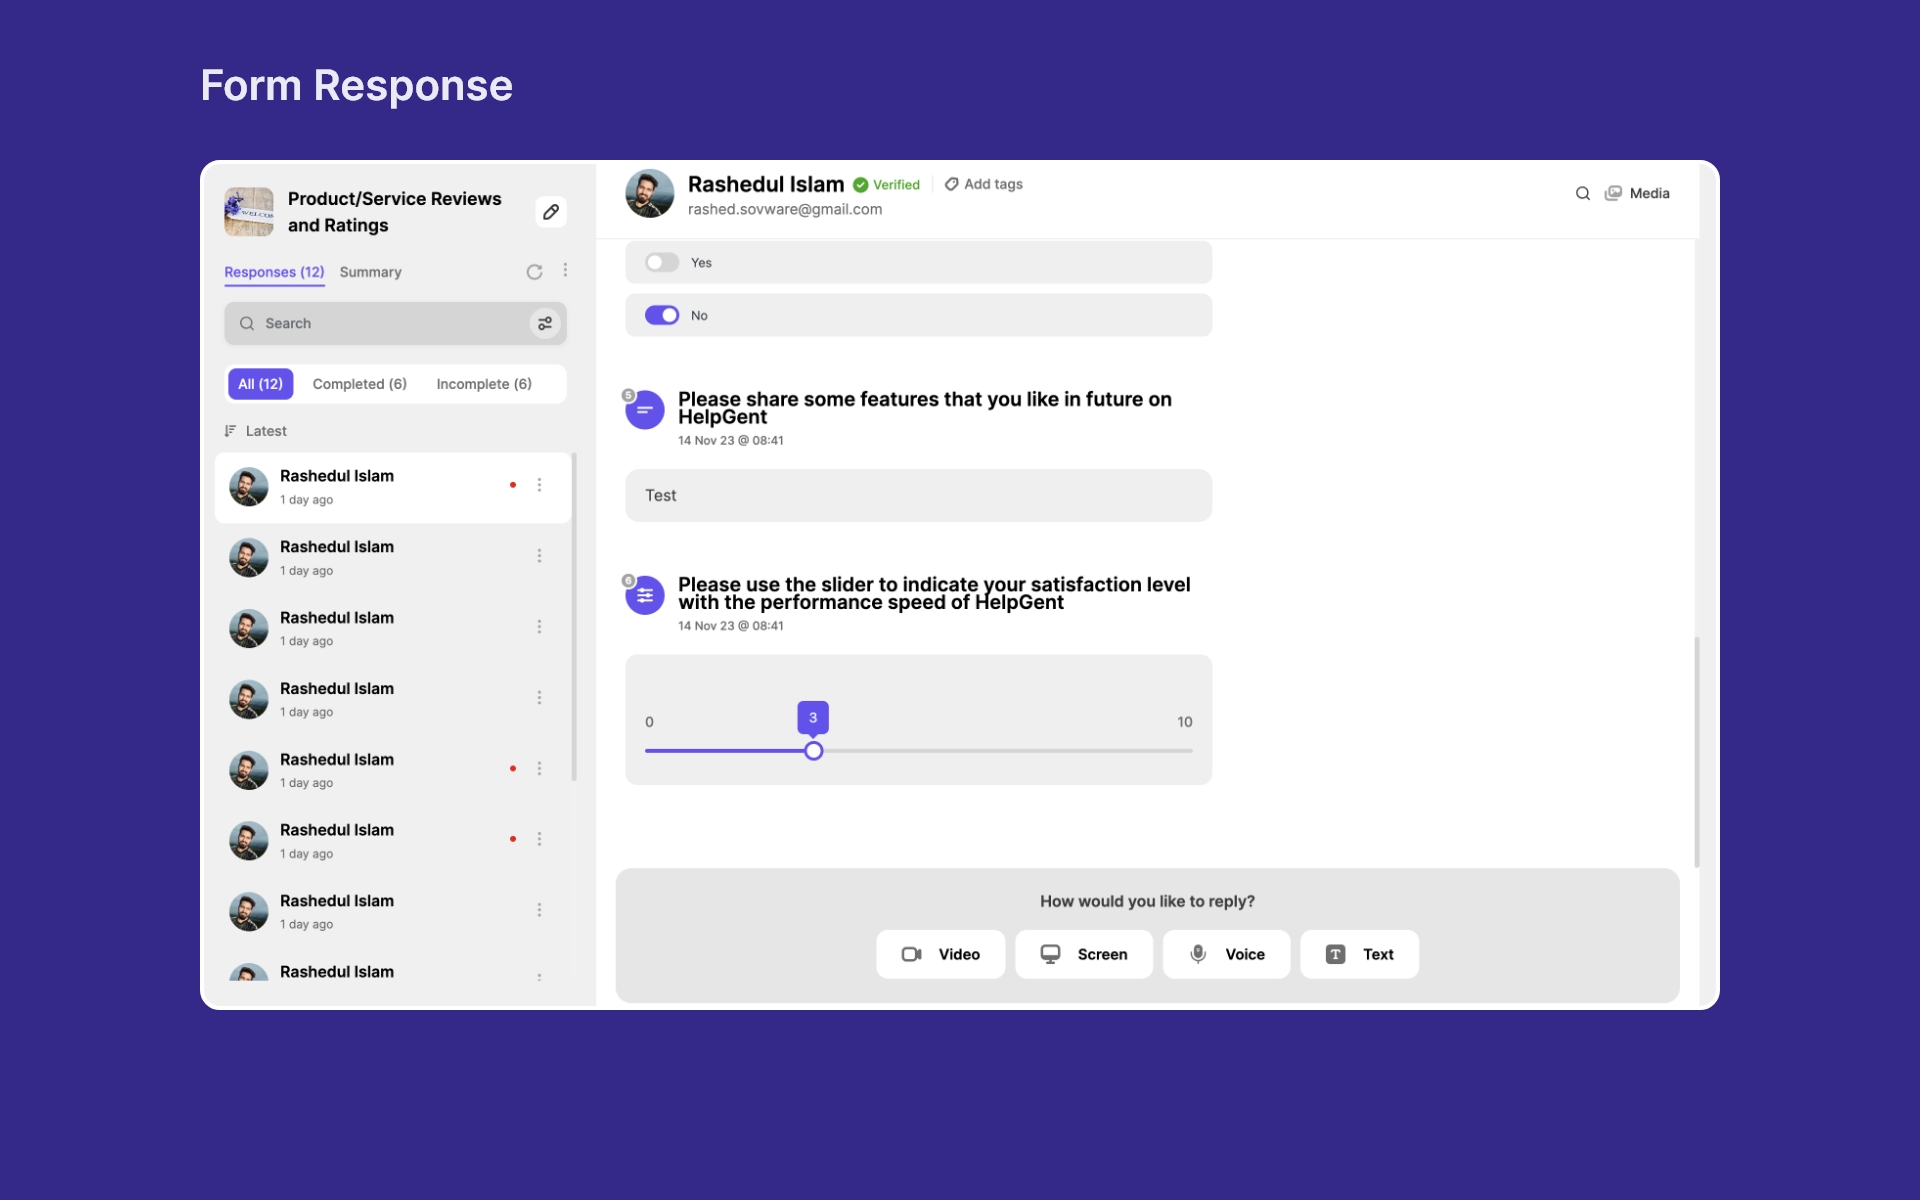 Form Response
Product/Service Reviews
and Ratings
Responses (12)
Summary
Search
All (12)
Completed (6)
Incomplete (6)
Latest
Rashedul Islam
1 day ago
Rashedul Islam
1 day ago
Rashedul Islam
1 day ago
Rashedul Islam
1 day ago
Rashedul Islam
1 day ago
Rashedul Islam
1 day ago
Rashedul Islam
1 day ago
Rashedul Islam
Rashedul Islam
Verified
Add tags
rashed.sovware@gmail.com
Media
Yes
No
5
Please share some features that you like in future on
HelpGent
14 Nov 23 @ 08:41
Test
6
Please use the slider to indicate your satisfaction level
with the performance speed of HelpGent
14 Nov 23 @ 08:41
0
3
10
How would you like to reply?
Video
Screen
Voice
T
Text